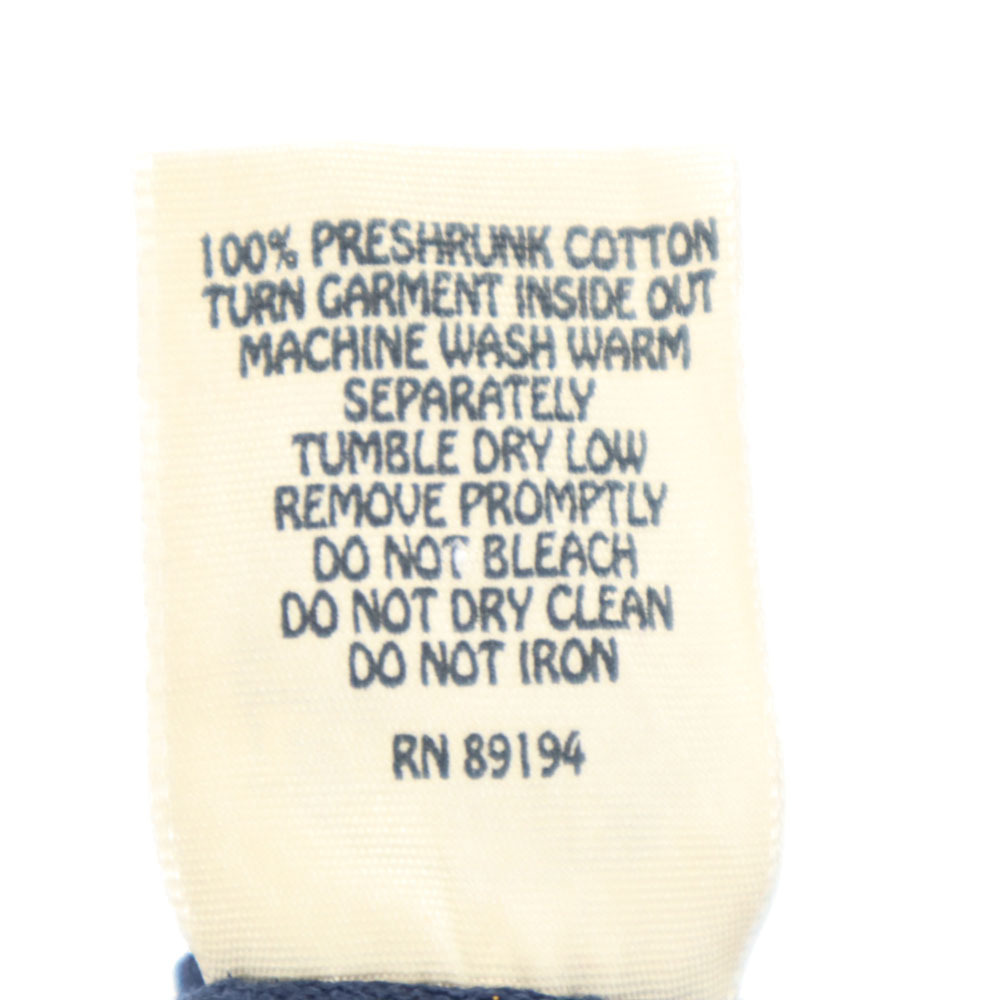 100% PRESHRUNK COTTON
TURN GARMENT INSIDE OUT
MACHINE WASH WARM
SEPARATELY
TUMBLE DRY LOW
REMOVE PROMPTLY
DO NOT BLEACH
DO NOT DRY CLEAN
DO NOT IRON
RN 89194